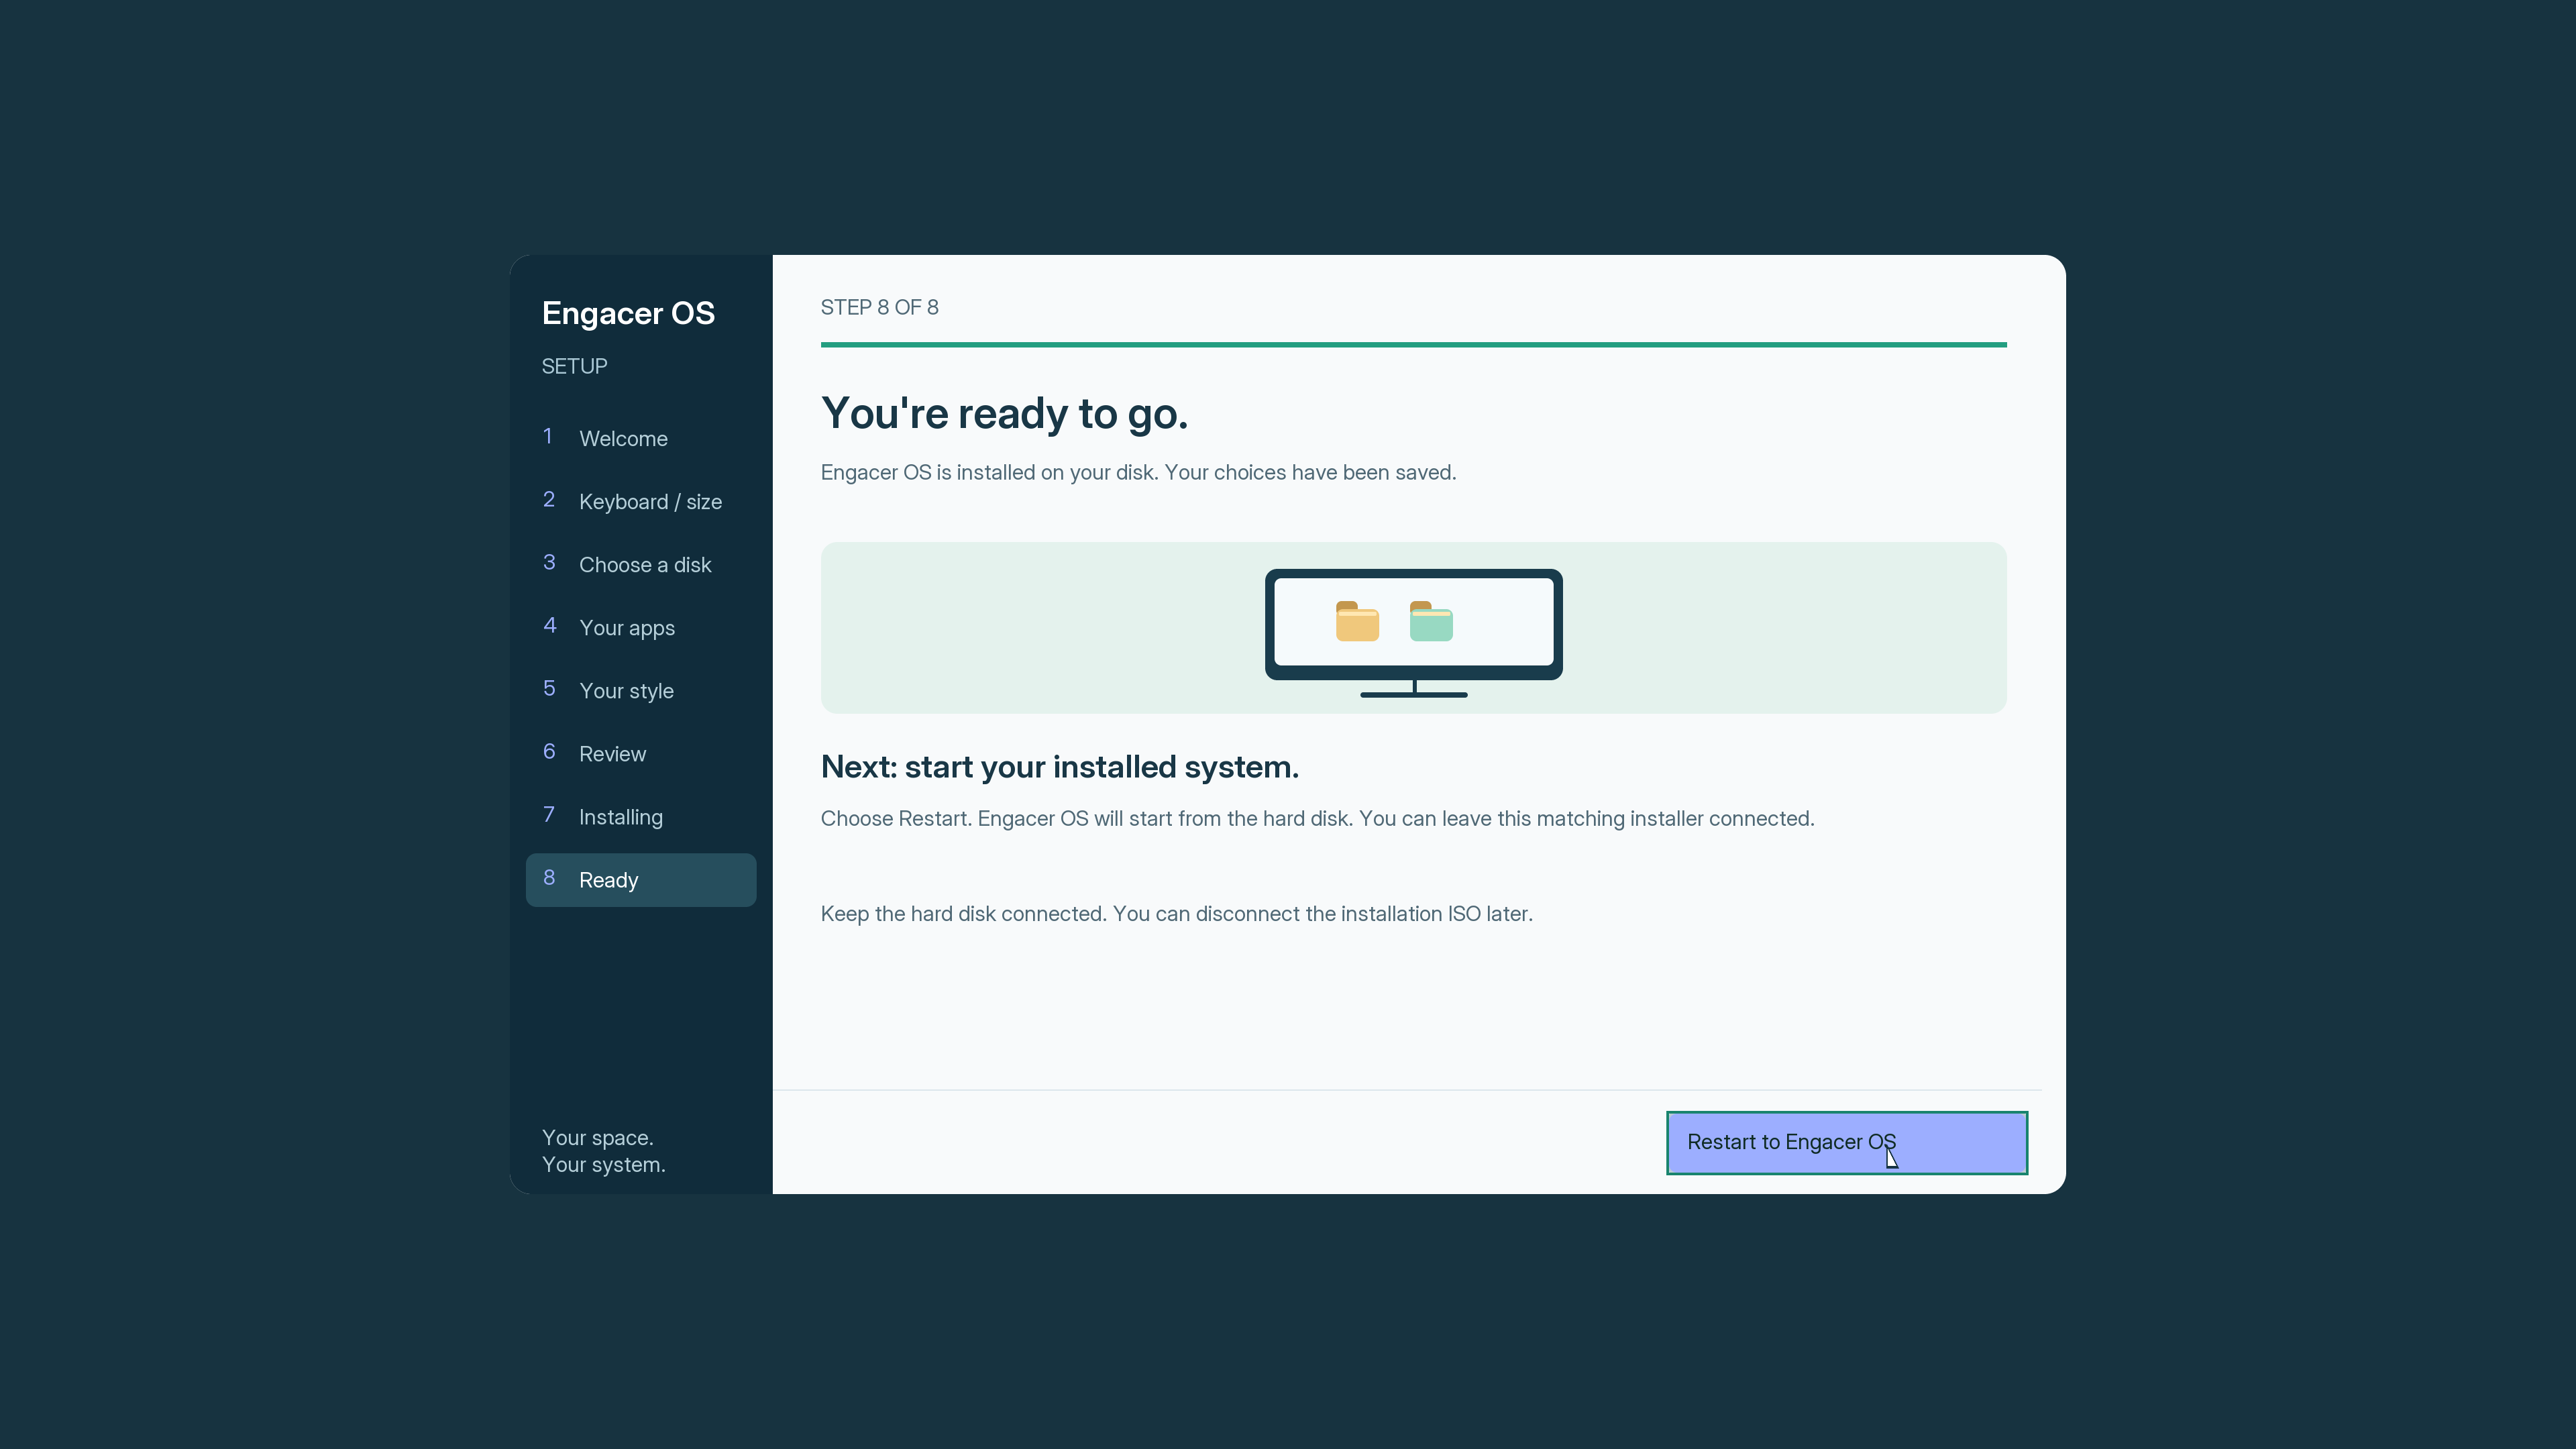 Engacer OS
SETUP
1 Welcome
2 Keyboard / size
3 Choose a disk
4 Your apps
5 Your style
6 Review
7 Installing
8 Ready
Your space.
Your system.
STEP 8 OF 8
You're ready to go.
Engacer OS is installed on your disk. Your choices have been saved.
Next: start your installed system.
Choose Restart. Engacer OS will start from the hard disk. You can leave this matching installer connected.
Keep the hard disk connected. You can disconnect the installation ISO later.
Restart to Engacer OS